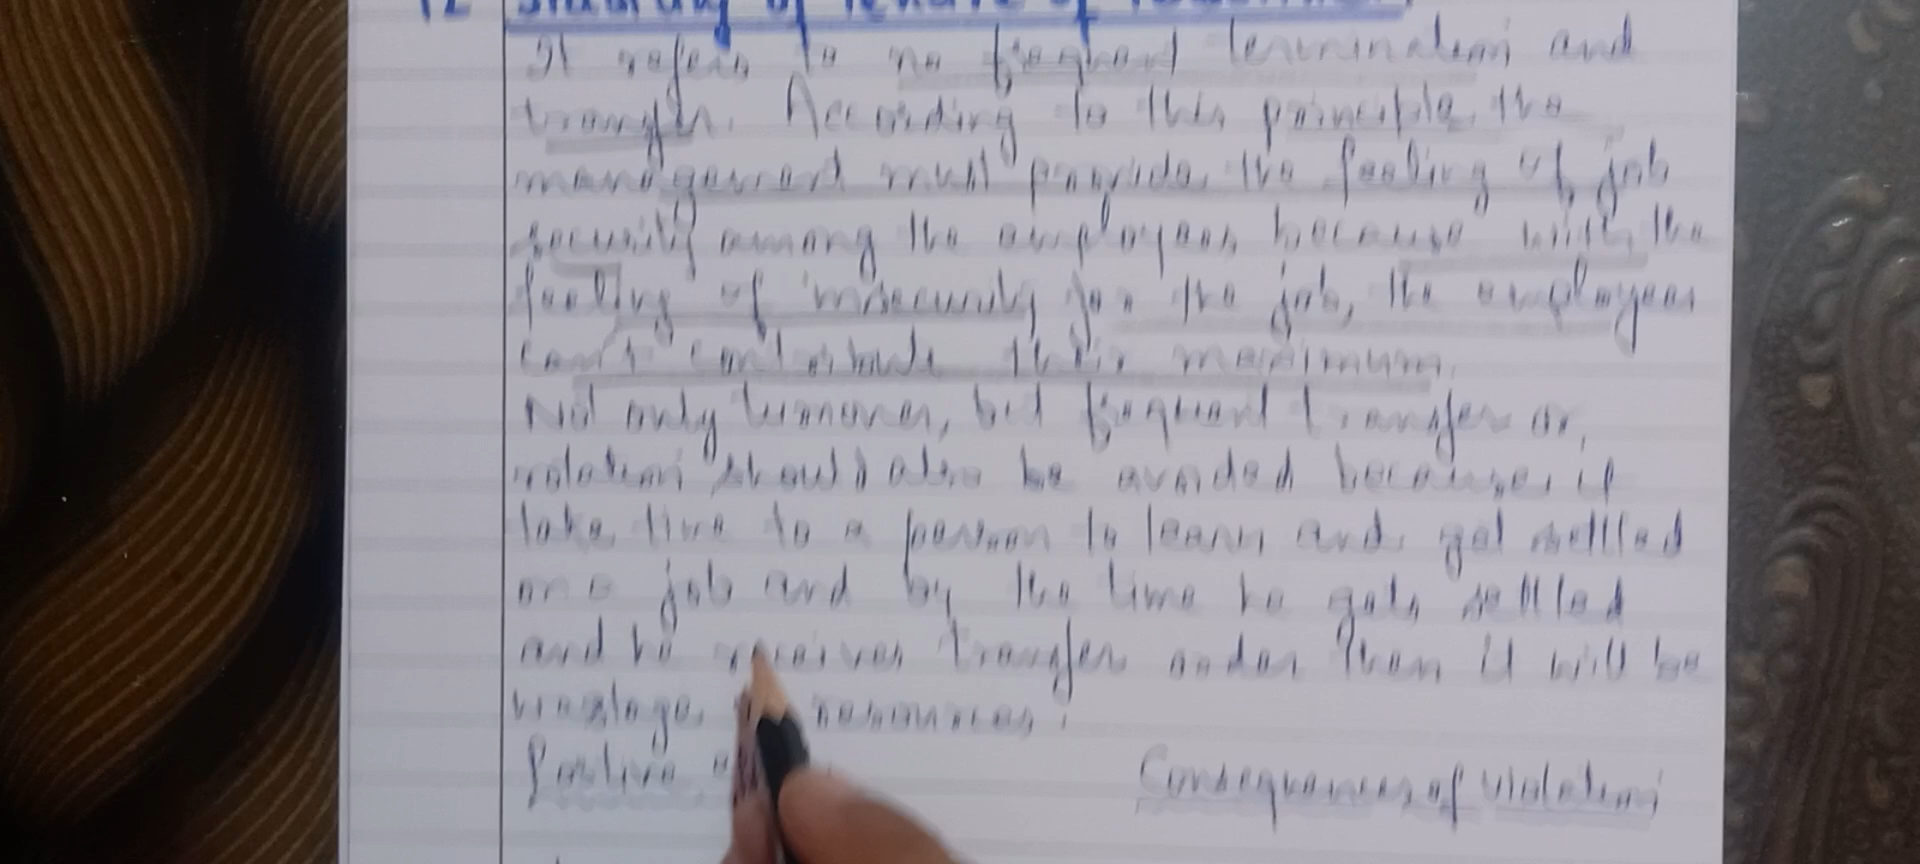 It refers to no frequent termination and
transfer. According to this principle, the
management must provide the feeling of job
security among the employees because with the
feeling of insecurity for the job, the employees
can't contribute their maximum.
Not only turnover, but frequent transfer or,
rotation should also be avoided because it
take time to a person to learn and get settled
on a job and by the time he gets settled
and he receives transfer order then it will be
wastage resources.
Positive
Consequences of violation